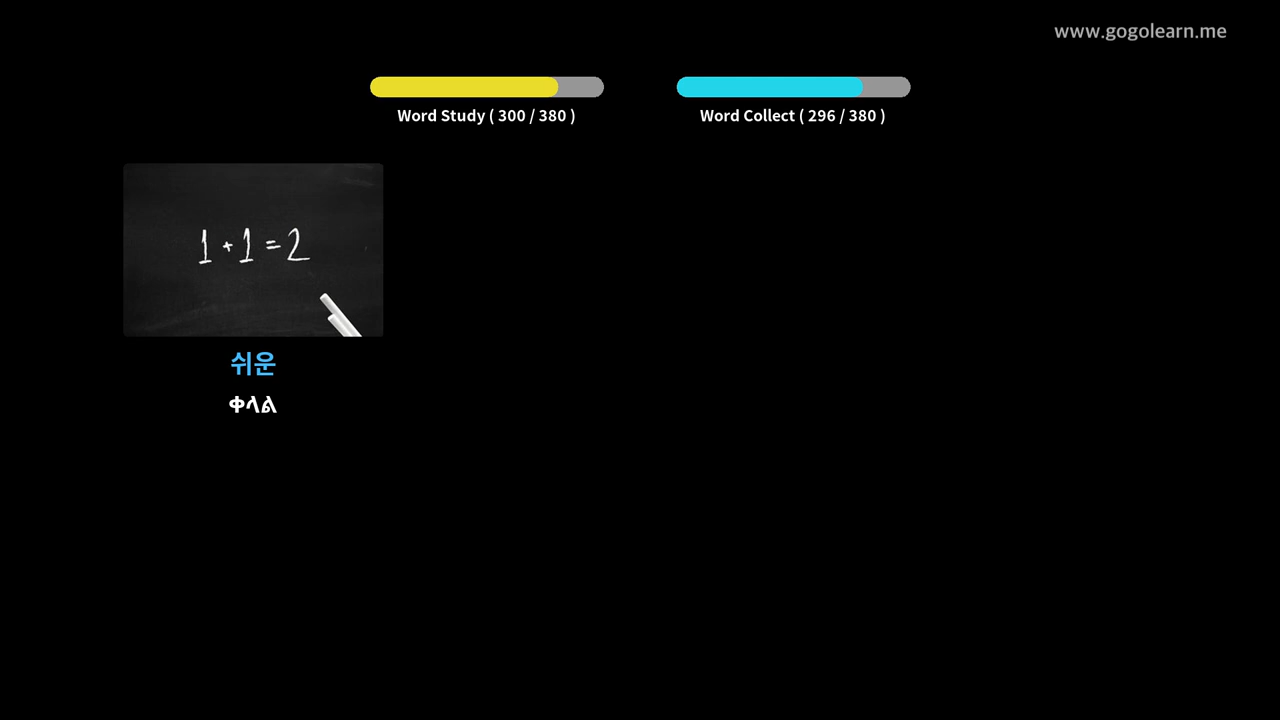 www.gogolearn.me
Word Study ( 300 / 380 )
Word Collect ( 296 / 380 )
1 + 1 = 2
쉬운
ቀላል